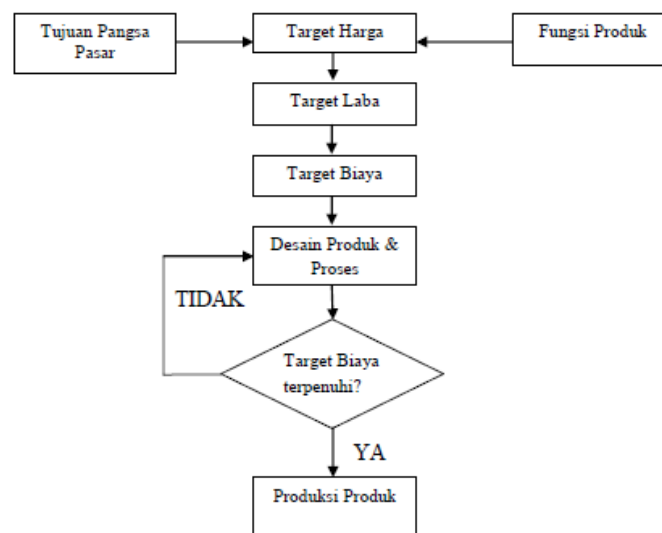 Tujuan Pangsa
Pasar
Target Harga
Fungsi Produk
Target Laba
Target Biaya
Desain Produk &
Proses
TIDAK
Target Biaya
terpenuhi?
YA
Produksi Produk